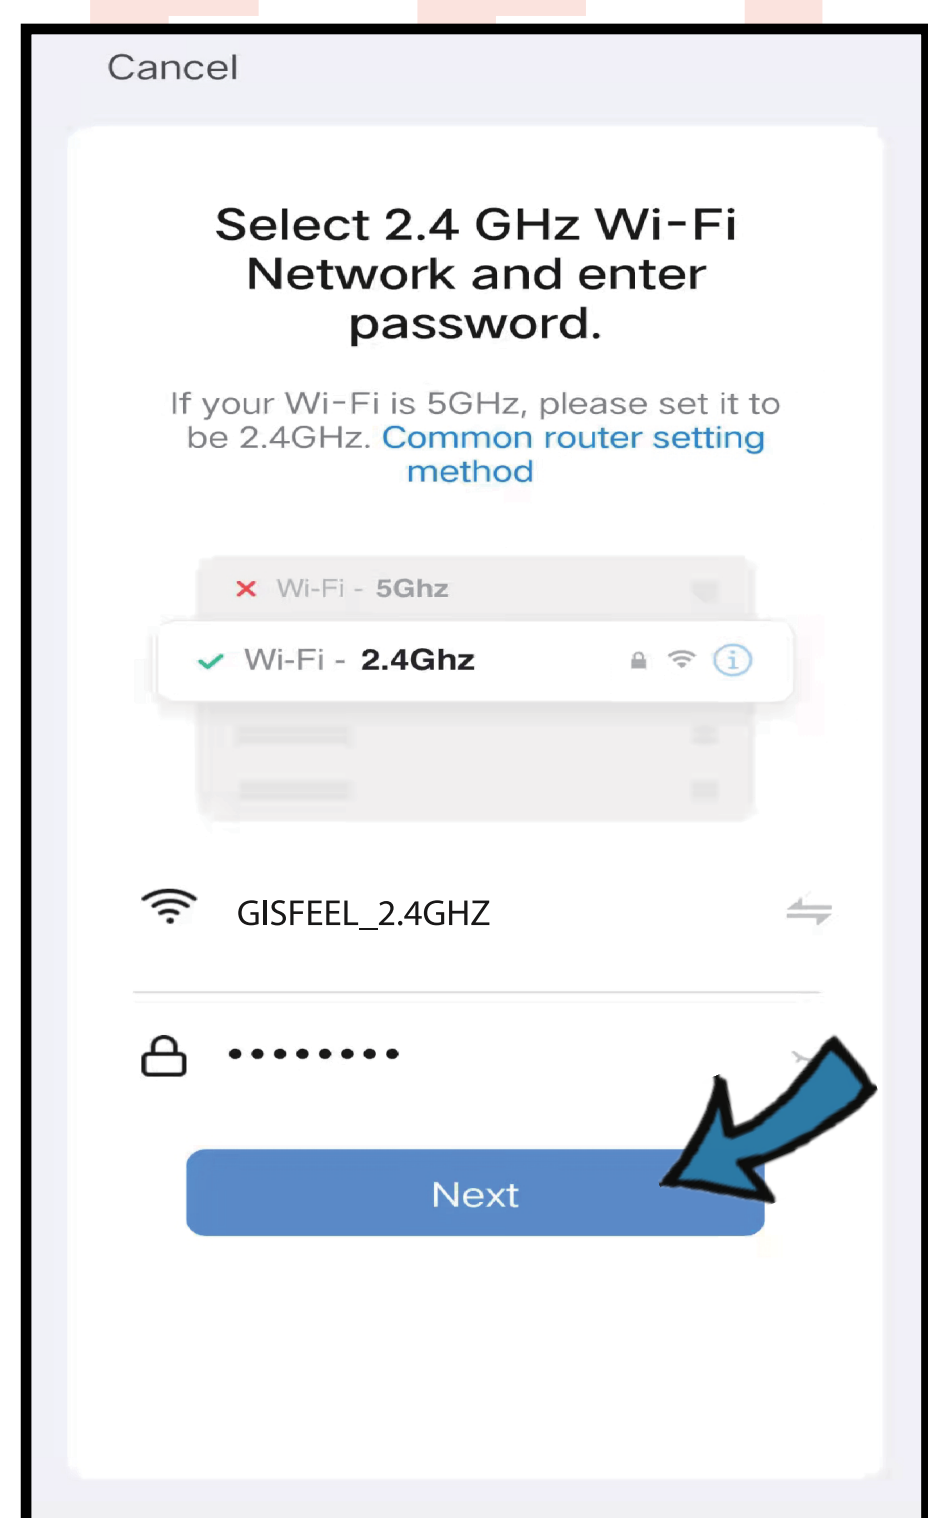 Cancel
Select 2.4 GHz Wi-Fi
Network and enter
password.
If your Wi-Fi is 5GHz, please set it to
be 2.4GHz. Common router setting
method
Wi-Fi - 5Ghz
Wi-Fi - 2.4Ghz
GISFEEL_2.4GHZ
••••••••
Next